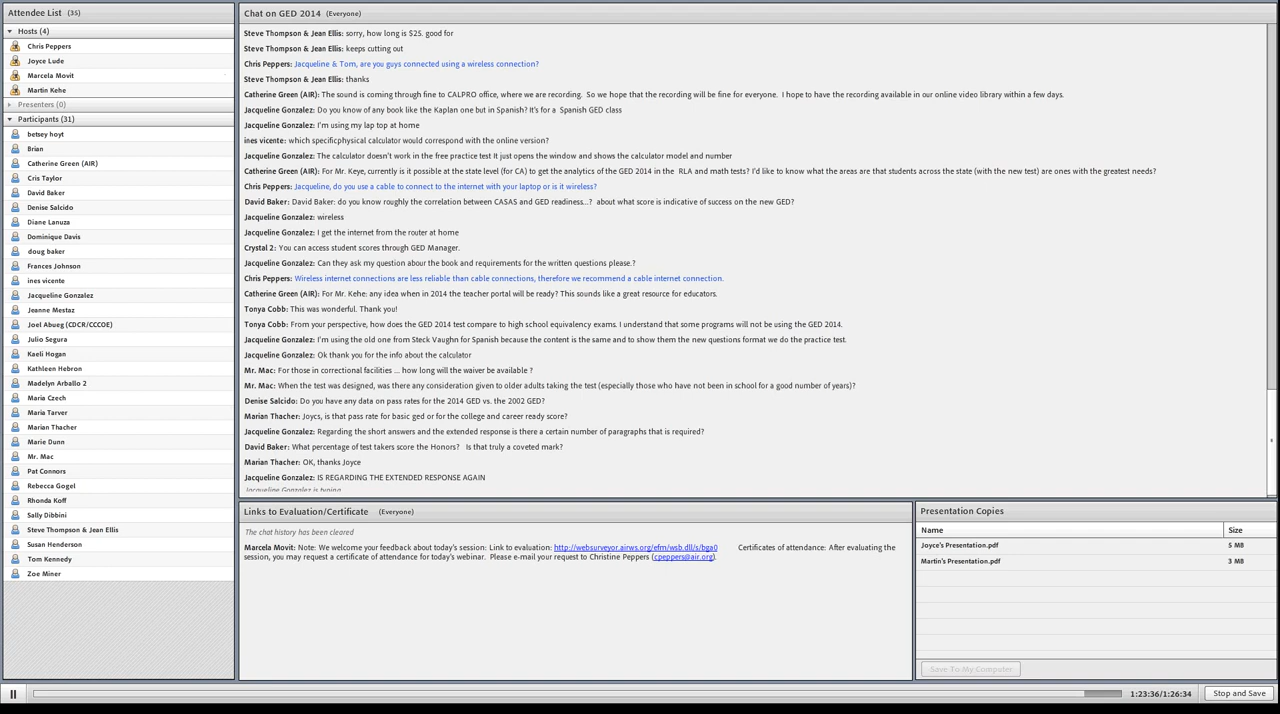 Attendee List (35)
Hosts (4)
Chris Peppers
Joyce Lude
Marcela Movit
Martin Kehe
Presenters (0)
Participants (31)
betsey hoyt
Brian
Catherine Green (AIR)
Cris Taylor
David Baker
Denise Salcido
Diane Lanuza
Dominique Davis
doug baker
Frances Johnson
ines vicente
Jacqueline Gonzalez
Jeanne Mestaz
Joel Abueg (CDCR/CCCOE)
Julio Segura
Kaeli Hogan
Kathleen Hebron
Madelyn Arballo 2
Maria Czech
Maria Tarver
Marian Thacher
Marie Dunn
Mr. Mac
Pat Connors
Rebecca Gogel
Rhonda Koff
Sally Dibbini
Steve Thompson & Jean Ellis
Susan Henderson
Tom Kennedy
Zoe Miner
Chat on GED 2014 (Everyone)
Steve Thompson & Jean Ellis: sorry, how long is $25. good for
Steve Thompson & Jean Ellis: keeps cutting out
Chris Peppers: Jacqueline & Tom, are you guys connected using a wireless connection?
Steve Thompson & Jean Ellis: thanks
Catherine Green (AIR): The sound is coming through fine to CALPRO office, where we are recording. So we hope that the recording will be fine for everyone. I hope to have the recording available in our online video library within a few days.
Jacqueline Gonzalez: Do you know of any book like the Kaplan one but in Spanish? It's for a Spanish GED class
Jacqueline Gonzalez: I'm using my lap top at home
ines vicente: which specificphysical calculator would correspond with the online version?
Jacqueline Gonzalez: The calculator doesn't work in the free practice test It just opens the window and shows the calculator model and number
Catherine Green (AIR): For Mr. Keye, currently is it possible at the state level (for CA) to get the analytics of the GED 2014 in the RLA and math tests? I'd like to know what the areas are that students across the state (with the new test) are ones with the greatest needs?
Chris Peppers: Jacqueline, do you use a cable to connect to the internet with your laptop or is it wireless?
David Baker: David Baker: do you know roughly the correlation between CASAS and GED readiness...? about what score is indicative of success on the new GED?
Jacqueline Gonzalez: wireless
Jacqueline Gonzalez: I get the internet from the router at home
Crystal 2: You can access student scores through GED Manager.
Jacqueline Gonzalez: Can they ask my question abour the book and requirements for the written questions please.?
Chris Peppers: Wireless internet connections are less reliable than cable connections, therefore we recommend a cable internet connection.
Catherine Green (AIR): For Mr. Kehe: any idea when in 2014 the teacher portal will be ready? This sounds like a great resource for educators.
Tonya Cobb: This was wonderful. Thank you!
Tonya Cobb: From your perspective, how does the GED 2014 test compare to high school equivalency exams. I understand that some programs will not be using the GED 2014.
Jacqueline Gonzalez: I'm using the old one from Steck Vaughn for Spanish because the content is the same and to show them the new questions format we do the practice test.
Jacqueline Gonzalez: Ok thank you for the info about the calculator
Mr. Mac: For those in correctional facilities ... how long will the waiver be available ?
Mr. Mac: When the test was designed, was there any consideration given to older adults taking the test (especially those who have not been in school for a good number of years)?
Denise Salcido: Do you have any data on pass rates for the 2014 GED vs. the 2002 GED?
Marian Thacher: Joycs, is that pass rate for basic ged or for the college and career ready score?
Jacqueline Gonzalez: Regarding the short answers and the extended response is there a certain number of paragraphs that is required?
David Baker: What percentage of test takers score the Honors? Is that truly a coveted mark?
Marian Thacher: OK, thanks Joyce
Jacqueline Gonzalez: IS REGARDING THE EXTENDED RESPONSE AGAIN
Jacqueline Gonzalez is typing
Links to Evaluation/Certificate (Everyone)
The chat history has been cleared
Marcela Movit: Note: We welcome your feedback about today's session: Link to evaluation: http://websurveyor.airws.org/efm/wsb.dll/s/bga0 Certificates of attendance: After evaluating the
session, you may request a certificate of attendance for today's webinar. Please e-mail your request to Christine Peppers (cpeppers@air.org).
Presentation Copies
Name Size
Joyce's Presentation.pdf 5 MB
Martin's Presentation.pdf 3 MB
Save To My Computer
1:23:36/1:26:34
Stop and Save